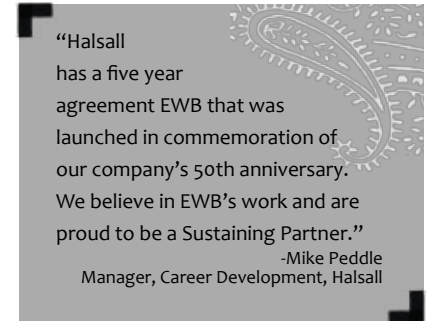 “Halsall
has a five year
agreement EWB that was
launched in commemoration of
our company’s 50th anniversary.
We believe in EWB’s work and are
proud to be a Sustaining Partner.”
-Mike Peddle
Manager, Career Development, Halsall